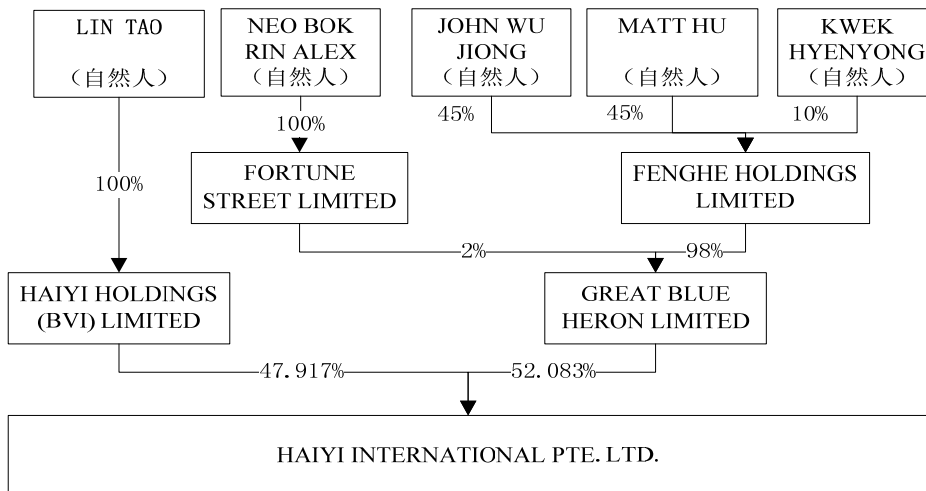 LIN TAO
（自然人）
NEO BOK
RIN ALEX
（自然人）
JOHN WU
JIONG
（自然人）
MATT HU
（自然人）
KWEK
HYENYONG
（自然人）
100%
45%
45%
10%
100%
FORTUNE
STREET LIMITED
FENGHE HOLDINGS
LIMITED
2%
98%
HAIYI HOLDINGS
(BVI) LIMITED
GREAT BLUE
HERON LIMITED
47.917%
52.083%
HAIYI INTERNATIONAL PTE. LTD.